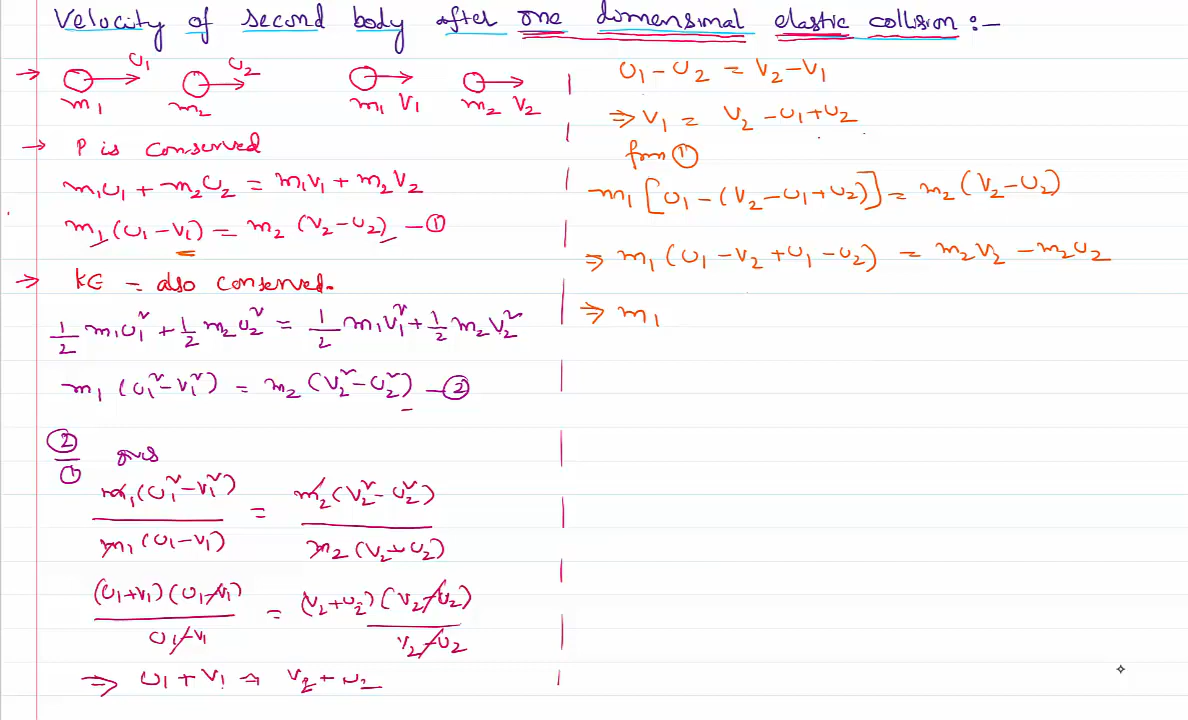 Velocity of second body after one dimensional elastic collision :-
→ U₁ U₂
m₁ m₂ m₁ V₁ m₂ V₂
→ P is conserved
m₁U₁ + m₂U₂ = m₁V₁ + m₂V₂
m₁(U₁ - V₁) = m₂ (V₂ - U₂) - ①
→ KE = also conserved.
1/2 m₁U₁² + 1/2 m₂U₂² = 1/2 m₁V₁² + 1/2 m₂V₂²
m₁ (U₁² - V₁²) = m₂ (V₂² - U₂²) - ②
②/①
m₁(U₁² - V₁²) / m₁(U₁ - V₁) = m₂(V₂² - U₂²) / m₂(V₂ - U₂)
(U₁+V₁)(U₁-V₁) / U₁-V₁ = (V₂+U₂)(V₂-U₂) / V₂-U₂
⇒ U₁ + V₁ = V₂ + U₂
U₁ - U₂ = V₂ - V₁
⇒ V₁ = V₂ - U₁ + U₂
from ①
m₁ [U₁ - (V₂ - U₁ + U₂)] = m₂ (V₂ - U₂)
⇒ m₁ (U₁ - V₂ + U₁ - U₂) = m₂V₂ - m₂U₂
⇒ m₁